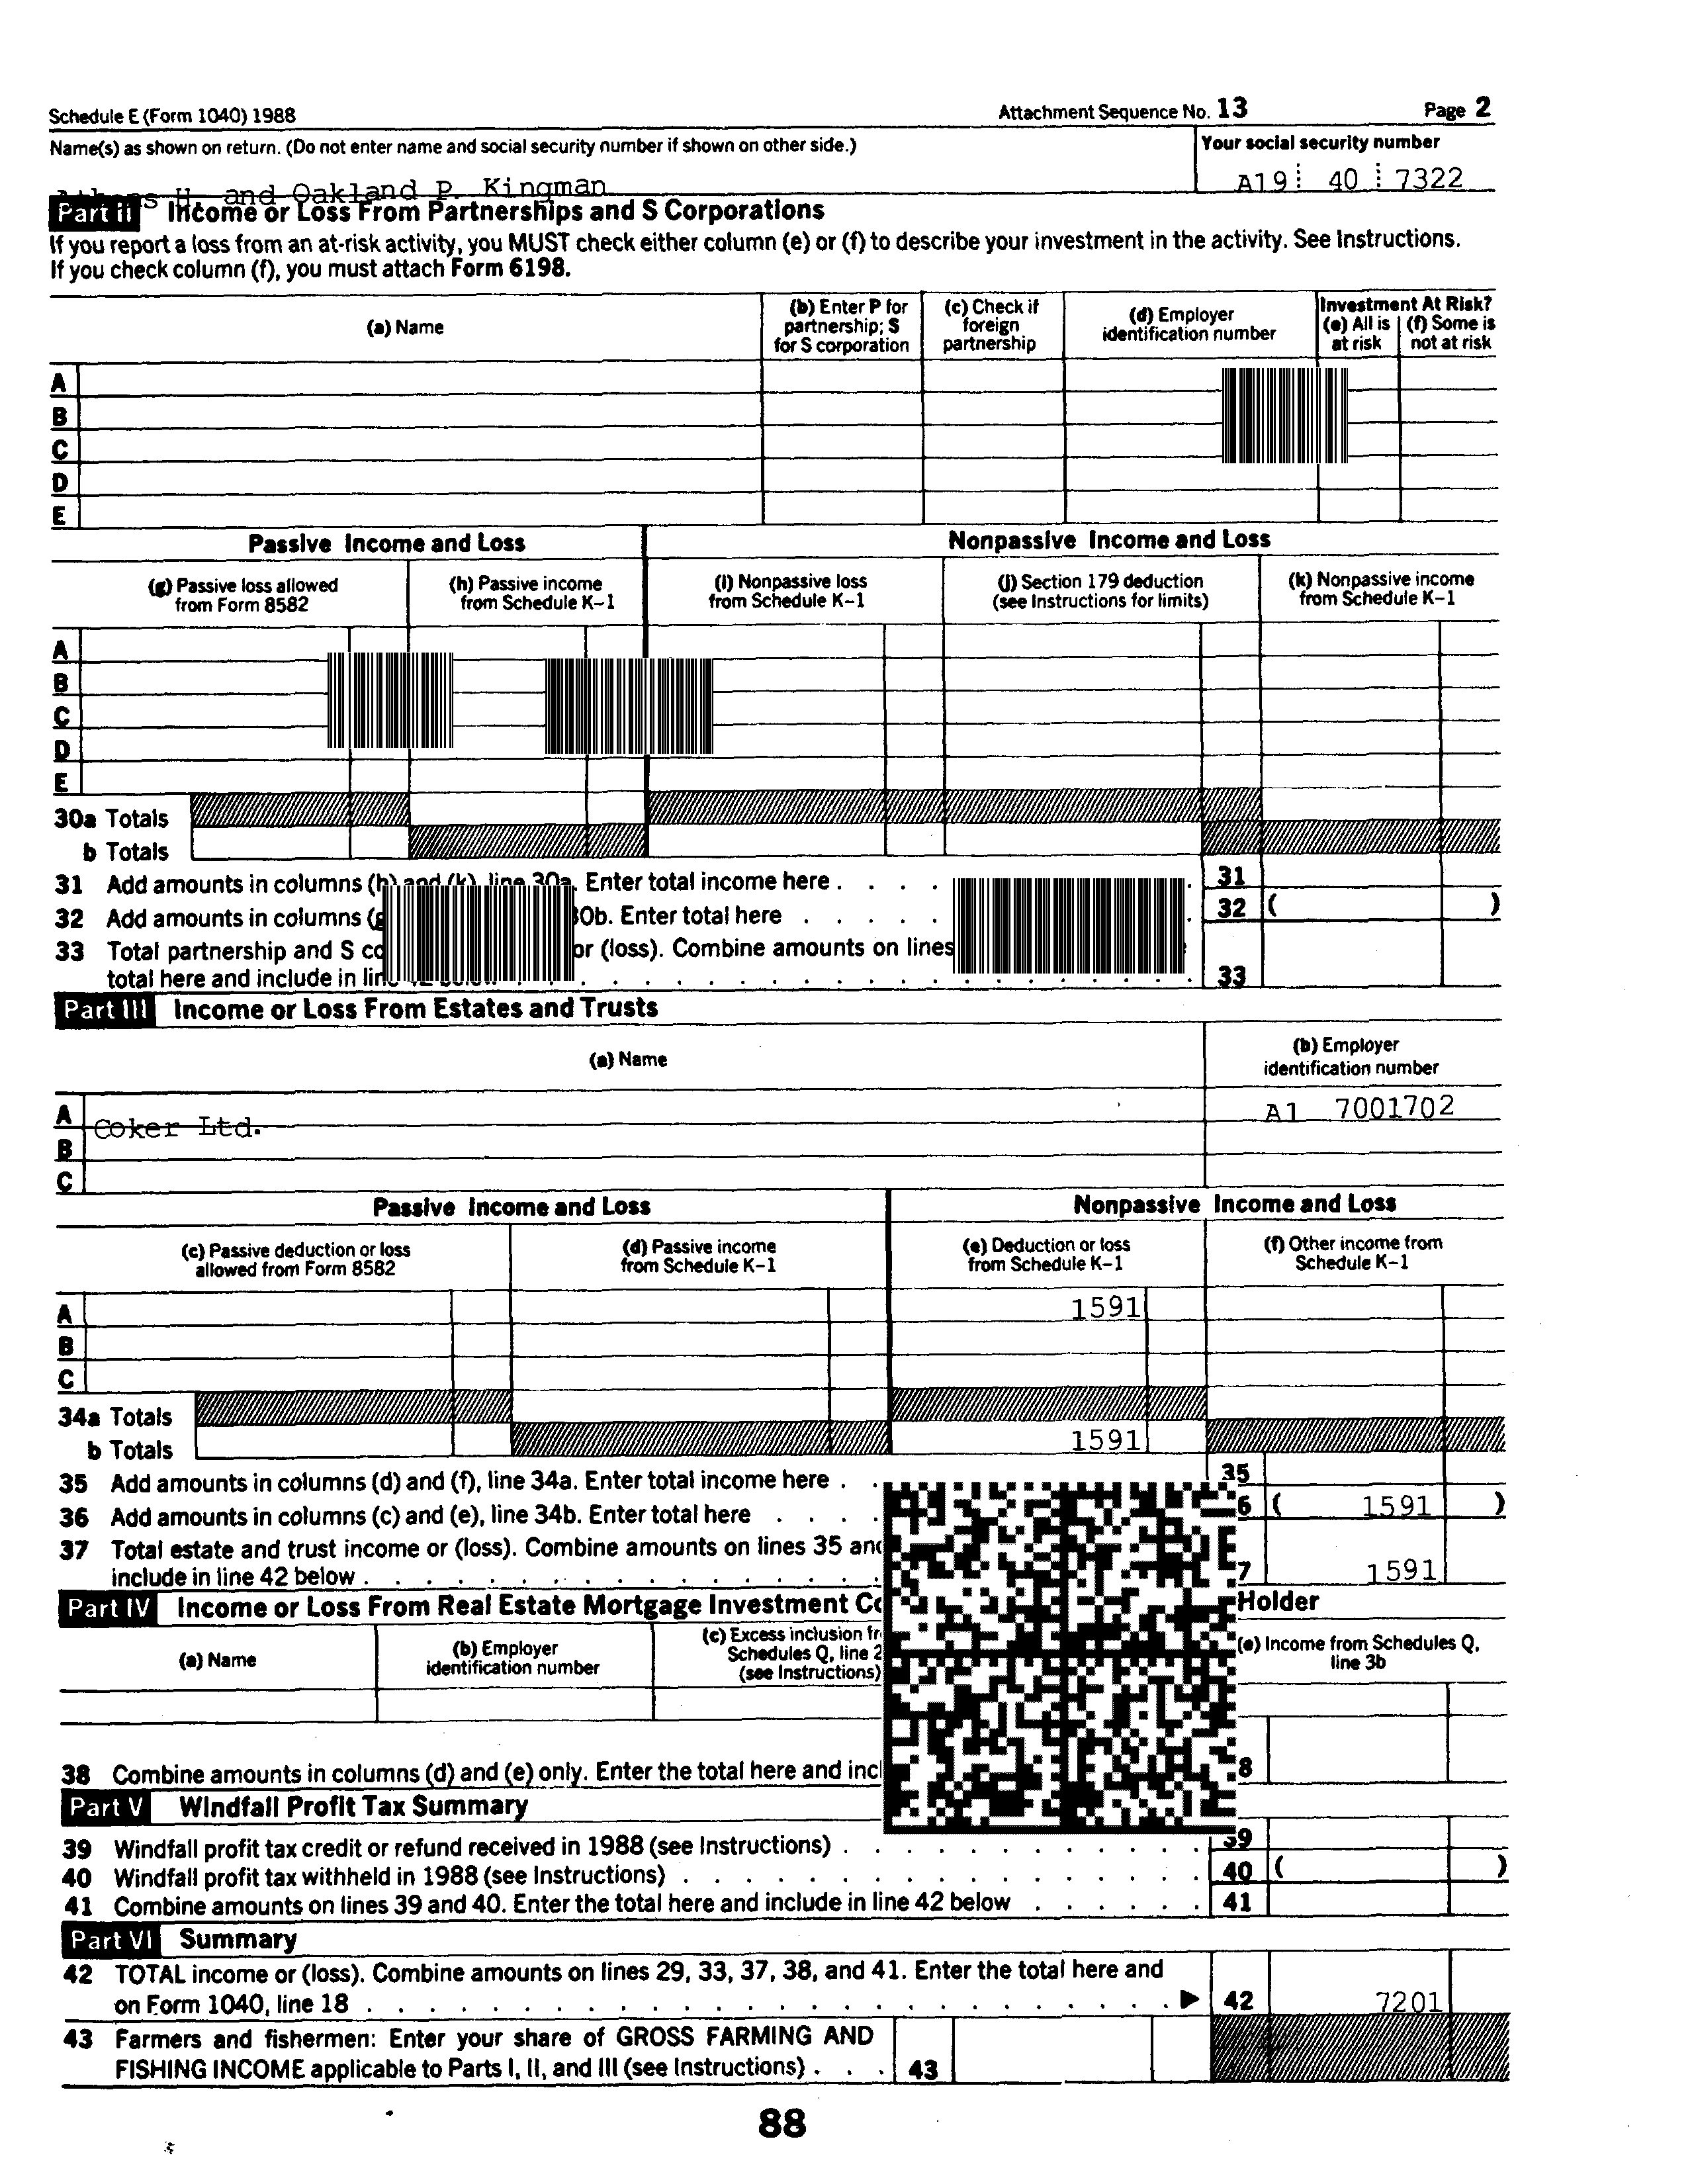 Schedule E (Form 1040) 1988 Attachment Sequence No. 13 Page 2
Name(s) as shown on return. (Do not enter name and social security number if shown on other side.) Your social security number
and Oakland P. Kingman A19 40 7322
Part II Income or Loss From Partnerships and S Corporations
If you report a loss from an at-risk activity, you MUST check either column (e) or (f) to describe your investment in the activity. See Instructions.
If you check column (f), you must attach Form 6198.
(a) Name
(b) Enter P for partnership; S for S corporation
(c) Check if foreign partnership
(d) Employer identification number
Investment At Risk?
(e) All is at risk
(f) Some is not at risk
A
B
C
D
E
Passive Income and Loss Nonpassive Income and Loss
(g) Passive loss allowed from Form 8582
(h) Passive income from Schedule K-1
(i) Nonpassive loss from Schedule K-1
(j) Section 179 deduction (see Instructions for limits)
(k) Nonpassive income from Schedule K-1
A
B
C
D
E
30a Totals
b Totals
31 Add amounts in columns (h) and (k), line 30a. Enter total income here . . . . 31
32 Add amounts in columns 30b. Enter total here . . . . . 32 ( )
33 Total partnership and S or (loss). Combine amounts on lines
total here and include in 33
Part III Income or Loss From Estates and Trusts
(a) Name
(b) Employer identification number
A Coker Ltd. A1 7001702
B
C
Passive Income and Loss Nonpassive Income and Loss
(c) Passive deduction or loss allowed from Form 8582
(d) Passive income from Schedule K-1
(e) Deduction or loss from Schedule K-1
(f) Other income from Schedule K-1
A 1591
B
C
34a Totals
b Totals 1591
35 Add amounts in columns (d) and (f), line 34a. Enter total income here . . 35
36 Add amounts in columns (c) and (e), line 34b. Enter total here . . . . 6 ( 1591 )
37 Total estate and trust income or (loss). Combine amounts on lines 35
include in line 42 below . . . . . . 7 1591
Part IV Income or Loss From Real Estate Mortgage Investment Holder
(a) Name
(b) Employer identification number
(c) Excess inclusion
Schedules Q, line 2
(see Instructions)
(e) Income from Schedules Q, line 3b
38 Combine amounts in columns (d) and (e) only. Enter the total here and 8
Part V Windfall Profit Tax Summary
39 Windfall profit tax credit or refund received in 1988 (see Instructions) . . . . 39
40 Windfall profit tax withheld in 1988 (see Instructions) . . . . 40 ( )
41 Combine amounts on lines 39 and 40. Enter the total here and include in line 42 below . . . . . . 41
Part VI Summary
42 TOTAL income or (loss). Combine amounts on lines 29, 33, 37, 38, and 41. Enter the total here and
on Form 1040, line 18 . . . . ▶ 42 7201
43 Farmers and fishermen: Enter your share of GROSS FARMING AND
FISHING INCOME applicable to Parts I, II, and III (see Instructions) . . . 43
88